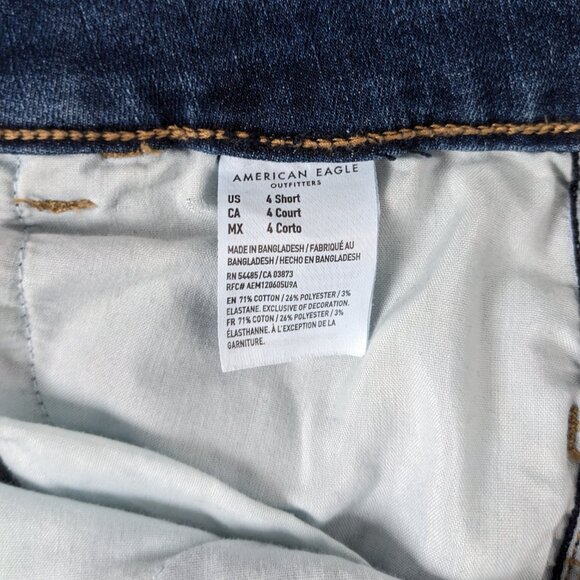 AMERICAN EAGLE
OUTFITTERS
US 4 Short
CA 4 Court
MX 4 Corto
MADE IN BANGLADESH / FABRIQUÉ AU
BANGLADESH / HECHO EN BANGLADESH
RN 54485/CA 03873
RFC# AEM120605U9A
EN 71% COTTON / 26% POLYESTER / 3%
ELASTANE. EXCLUSIVE OF DECORATION.
FR 71% COTON / 26% POLYESTER / 3%
ÉLASTHANNE. À L'EXCEPTION DE LA
GARNITURE.